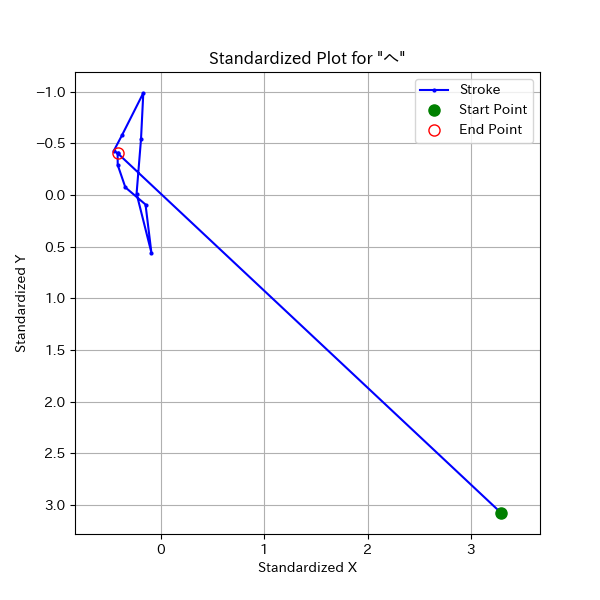 Standardized Plot for "へ"
Stroke
Start Point
End Point
−1.0
−0.5
0.0
0.5
1.0
1.5
2.0
2.5
3.0
Standardized Y
0 1 2 3
Standardized X